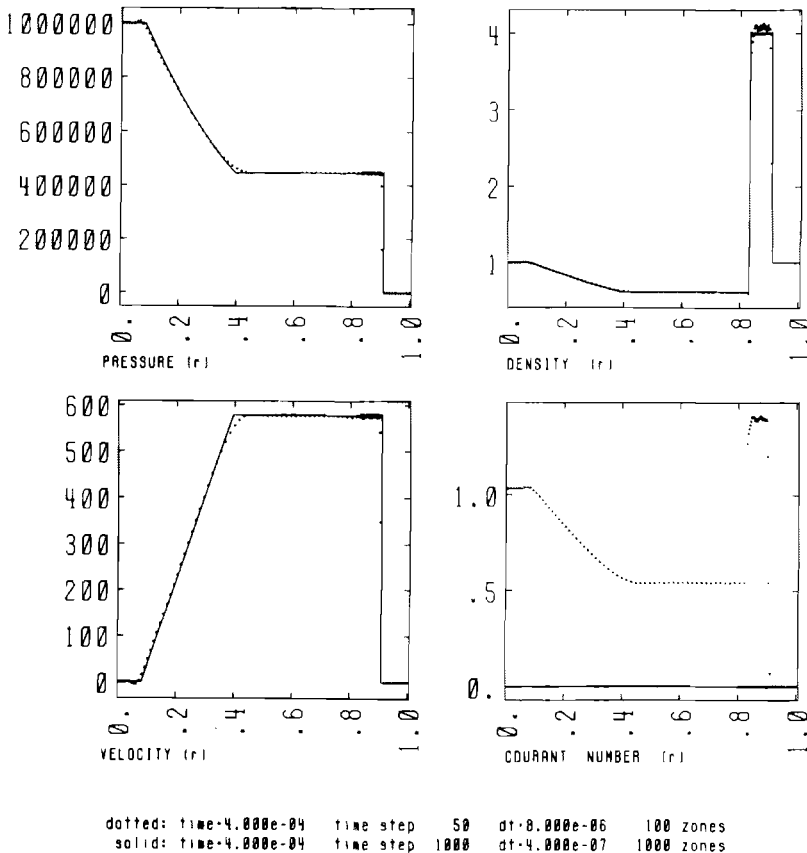 1000000
800000
600000
400000
200000
0
0. .2 .4 .6 .8 1.0
PRESSURE (r)
4
3
2
1
0. .2 .4 .6 .8 1.0
DENSITY (r)
600
500
400
300
200
100
0
0. .2 .4 .6 .8 1.0
VELOCITY (r)
1.0
.5
0.
0. .2 .4 .6 .8 1.0
COURANT NUMBER (r)
dotted: time=4.000e-04 time step 50 dt=8.000e-06 100 zones
solid: time=4.000e-04 time step 1000 dt=4.000e-07 1000 zones